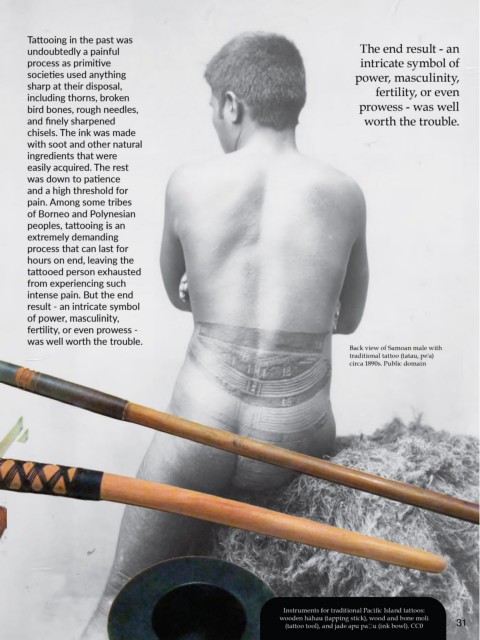 Tattooing in the past was
undoubtedly a painful
process as primitive
societies used anything
sharp at their disposal,
including thorns, broken
bird bones, rough needles,
and finely sharpened
chisels. The ink was made
with soot and other natural
ingredients that were
easily acquired. The rest
was down to patience
and a high threshold for
pain. Among some tribes
of Borneo and Polynesian
peoples, tattooing is an
extremely demanding
process that can last for
hours on end, leaving the
tattooed person exhausted
from experiencing such
intense pain. But the end
result - an intricate symbol
of power, masculinity,
fertility, or even prowess -
was well worth the trouble.
The end result - an
intricate symbol of
power, masculinity,
fertility, or even
prowess - was well
worth the trouble.
Back view of Samoan male with
traditional tattoo (tatau, pe'a)
circa 1890s. Public domain
Instruments for traditional Pacific Island tattoos:
wooden hāhau (tapping stick), wood and bone moli
(tattoo tool), and jade apu pa□u (ink bowl). CC0
31